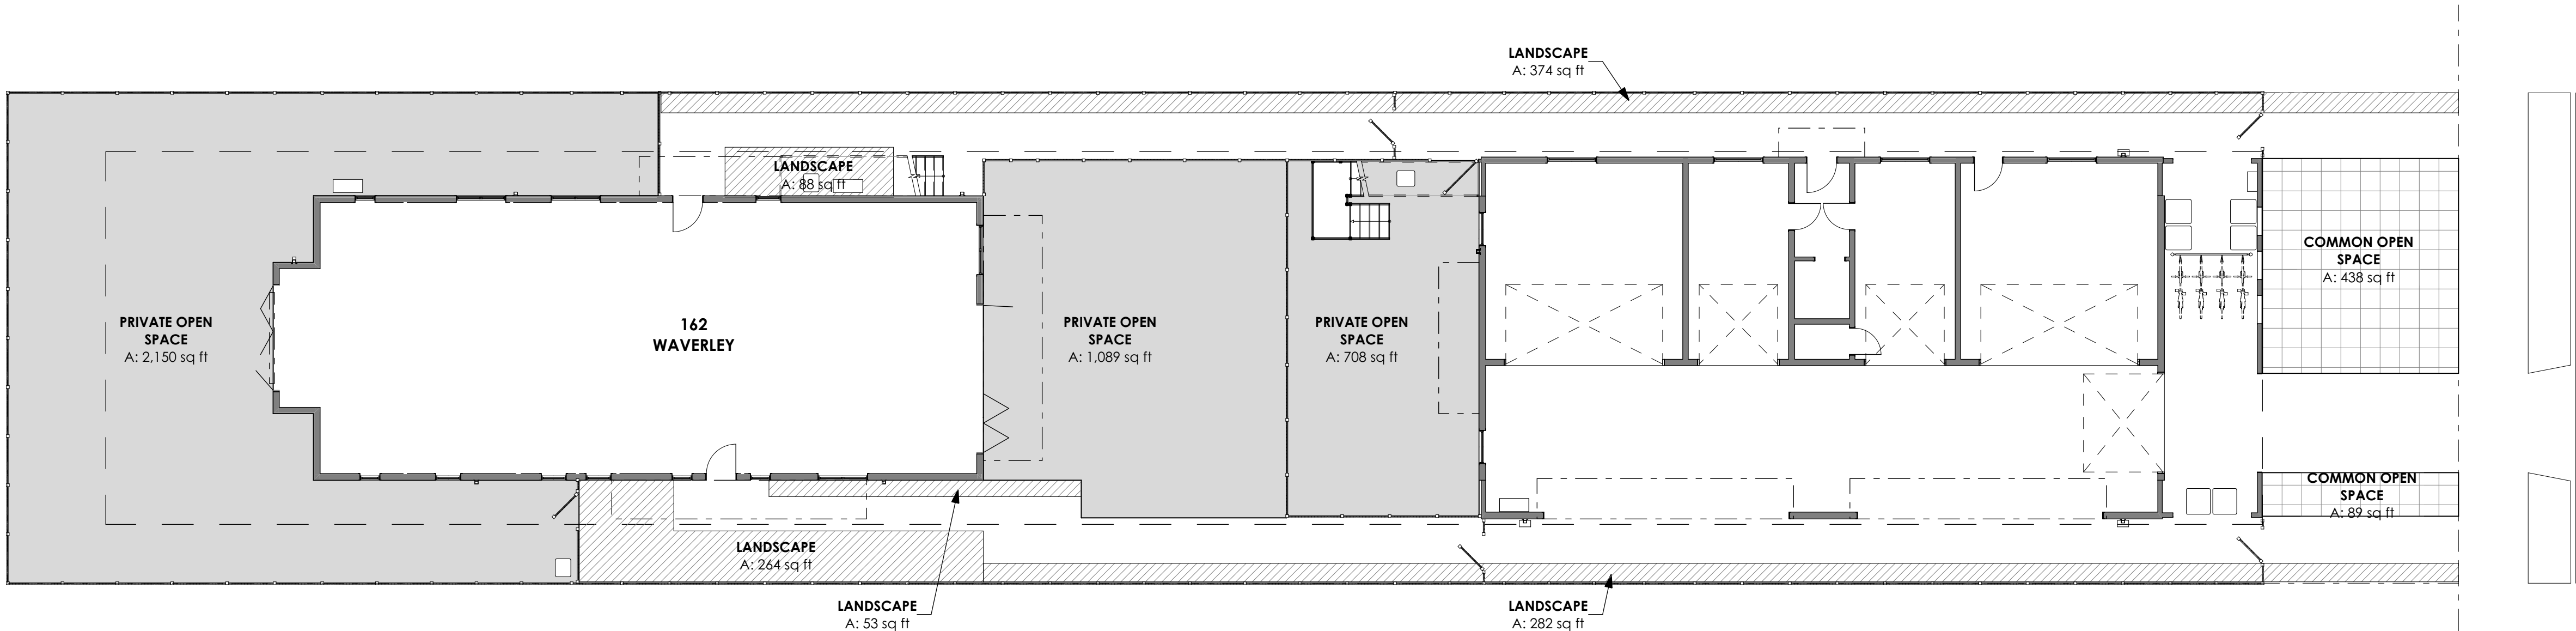 LANDSCAPE
A: 374 sq ft
LANDSCAPE
A: 88 sq ft
COMMON OPEN
SPACE
A: 438 sq ft
PRIVATE OPEN
SPACE
A: 2,150 sq ft
162
WAVERLEY
PRIVATE OPEN
SPACE
A: 1,089 sq ft
PRIVATE OPEN
SPACE
A: 708 sq ft
COMMON OPEN
SPACE
A: 89 sq ft
LANDSCAPE
A: 264 sq ft
LANDSCAPE
A: 53 sq ft
LANDSCAPE
A: 282 sq ft